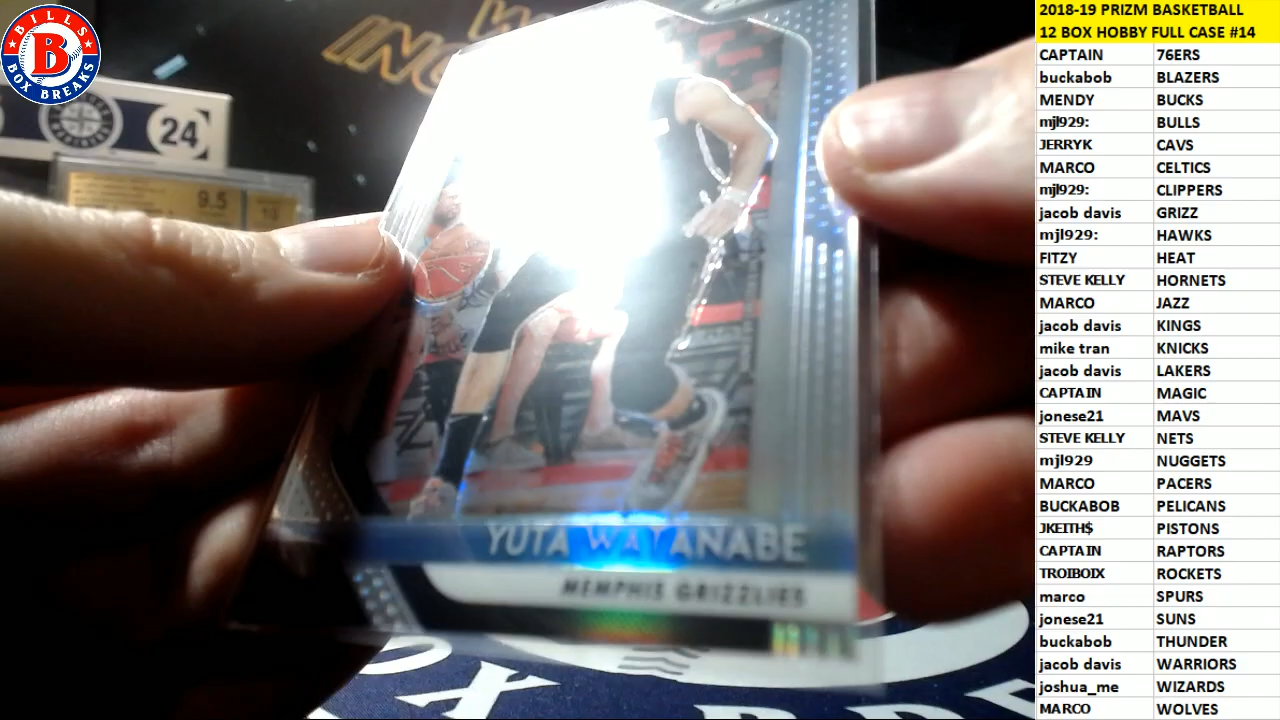 BILLS
B
BOX BREAKS
24
9.5
10
YUTA WATANABE
MEMPHIS GRIZZLIES
2018-19 PRIZM BASKETBALL
12 BOX HOBBY FULL CASE #14
CAPTAIN 76ERS
buckabob BLAZERS
MENDY BUCKS
mjl929: BULLS
JERRYK CAVS
MARCO CELTICS
mjl929: CLIPPERS
jacob davis GRIZZ
mjl929: HAWKS
FITZY HEAT
STEVE KELLY HORNETS
MARCO JAZZ
jacob davis KINGS
mike tran KNICKS
jacob davis LAKERS
CAPTAIN MAGIC
jonese21 MAVS
STEVE KELLY NETS
mjl929 NUGGETS
MARCO PACERS
BUCKABOB PELICANS
JKEITH$ PISTONS
CAPTAIN RAPTORS
TROIBOIX ROCKETS
marco SPURS
jonese21 SUNS
buckabob THUNDER
jacob davis WARRIORS
joshua_me WIZARDS
MARCO WOLVES